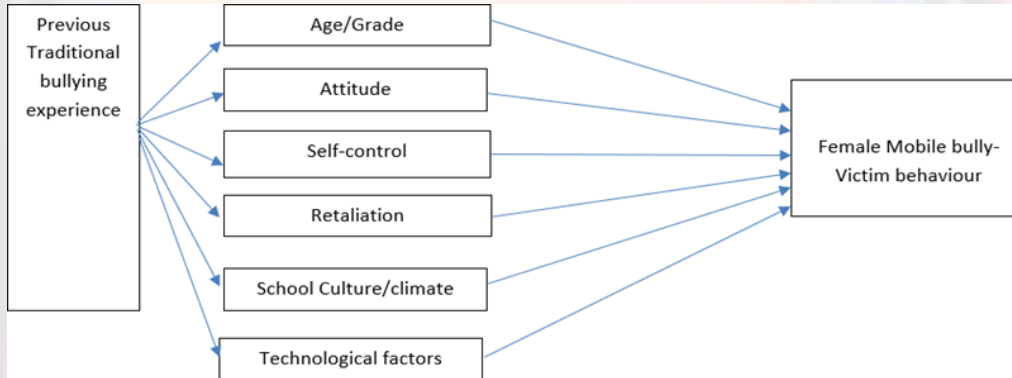 Previous
Traditional
bullying
experience
Age/Grade
Attitude
Self-control
Retaliation
School Culture/climate
Technological factors
Female Mobile bully-
Victim behaviour